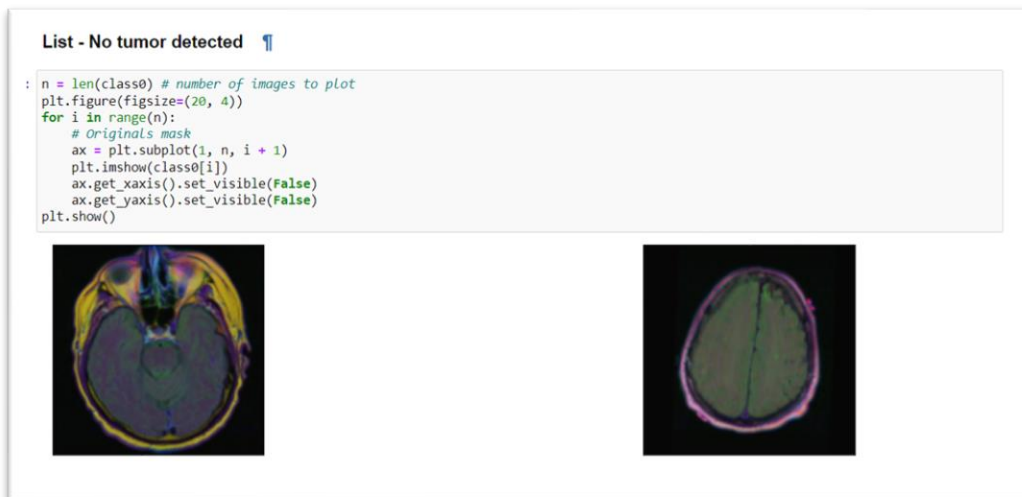 List - No tumor detected ¶
: n = len(class0) # number of images to plot
plt.figure(figsize=(20, 4))
for i in range(n):
    # Originals mask
    ax = plt.subplot(1, n, i + 1)
    plt.imshow(class0[i])
    ax.get_xaxis().set_visible(False)
    ax.get_yaxis().set_visible(False)
plt.show()